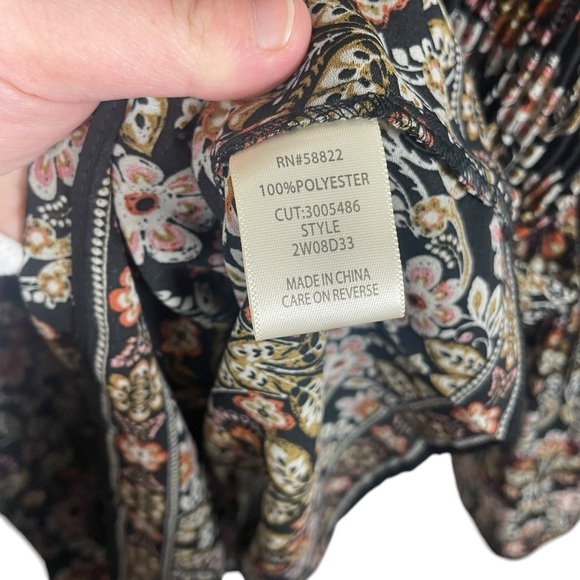 RN#58822
100%POLYESTER
CUT:3005486
STYLE
2W08D33
MADE IN CHINA
CARE ON REVERSE